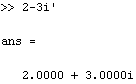 >> 2-3i'
ans =
2.0000 + 3.0000i